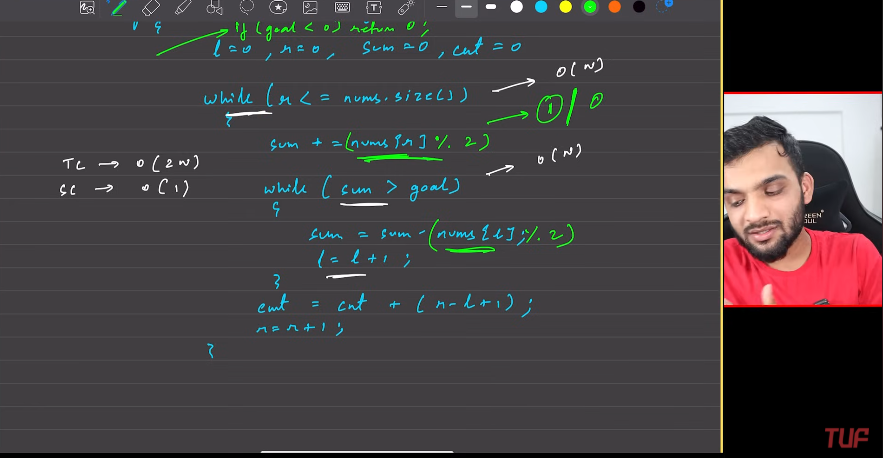 if (goal < 0) return 0;
l = 0, r = 0, sum = 0, cnt = 0
while (r <= nums.size())
→ O(N)
{
→ 1 / 0
sum += (nums[r] % 2)
TC → O(2N)
SC → O(1)
while (sum > goal)
→ O(N)
{
sum = sum - (nums[l]; % 2)
l = l + 1;
}
cnt = cnt + (r - l + 1);
r = r + 1;
}
TUF